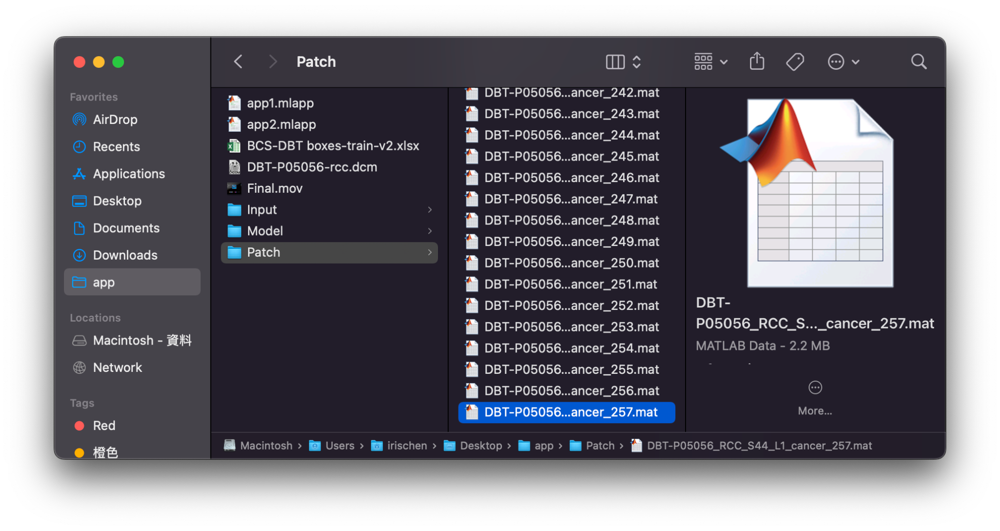 Patch
Favorites
AirDrop
Recents
Applications
Desktop
Documents
Downloads
app
Locations
Macintosh - 資料
Network
Tags
Red
橙色
app1.mlapp
app2.mlapp
BCS-DBT boxes-train-v2.xlsx
DBT-P05056-rcc.dcm
Final.mov
Input
Model
Patch
DBT-P05056...ancer_242.mat
DBT-P05056...ancer_243.mat
DBT-P05056...ancer_244.mat
DBT-P05056...ancer_245.mat
DBT-P05056...ancer_246.mat
DBT-P05056...ancer_247.mat
DBT-P05056...ancer_248.mat
DBT-P05056...ancer_249.mat
DBT-P05056...ancer_250.mat
DBT-P05056...ancer_251.mat
DBT-P05056...ancer_252.mat
DBT-P05056...ancer_253.mat
DBT-P05056...ancer_254.mat
DBT-P05056...ancer_255.mat
DBT-P05056...ancer_256.mat
DBT-P05056...ancer_257.mat
DBT-
P05056_RCC_S..._cancer_257.mat
MATLAB Data - 2.2 MB
More...
Macintosh › Users › irischen › Desktop › app › Patch › DBT-P05056_RCC_S44_L1_cancer_257.mat